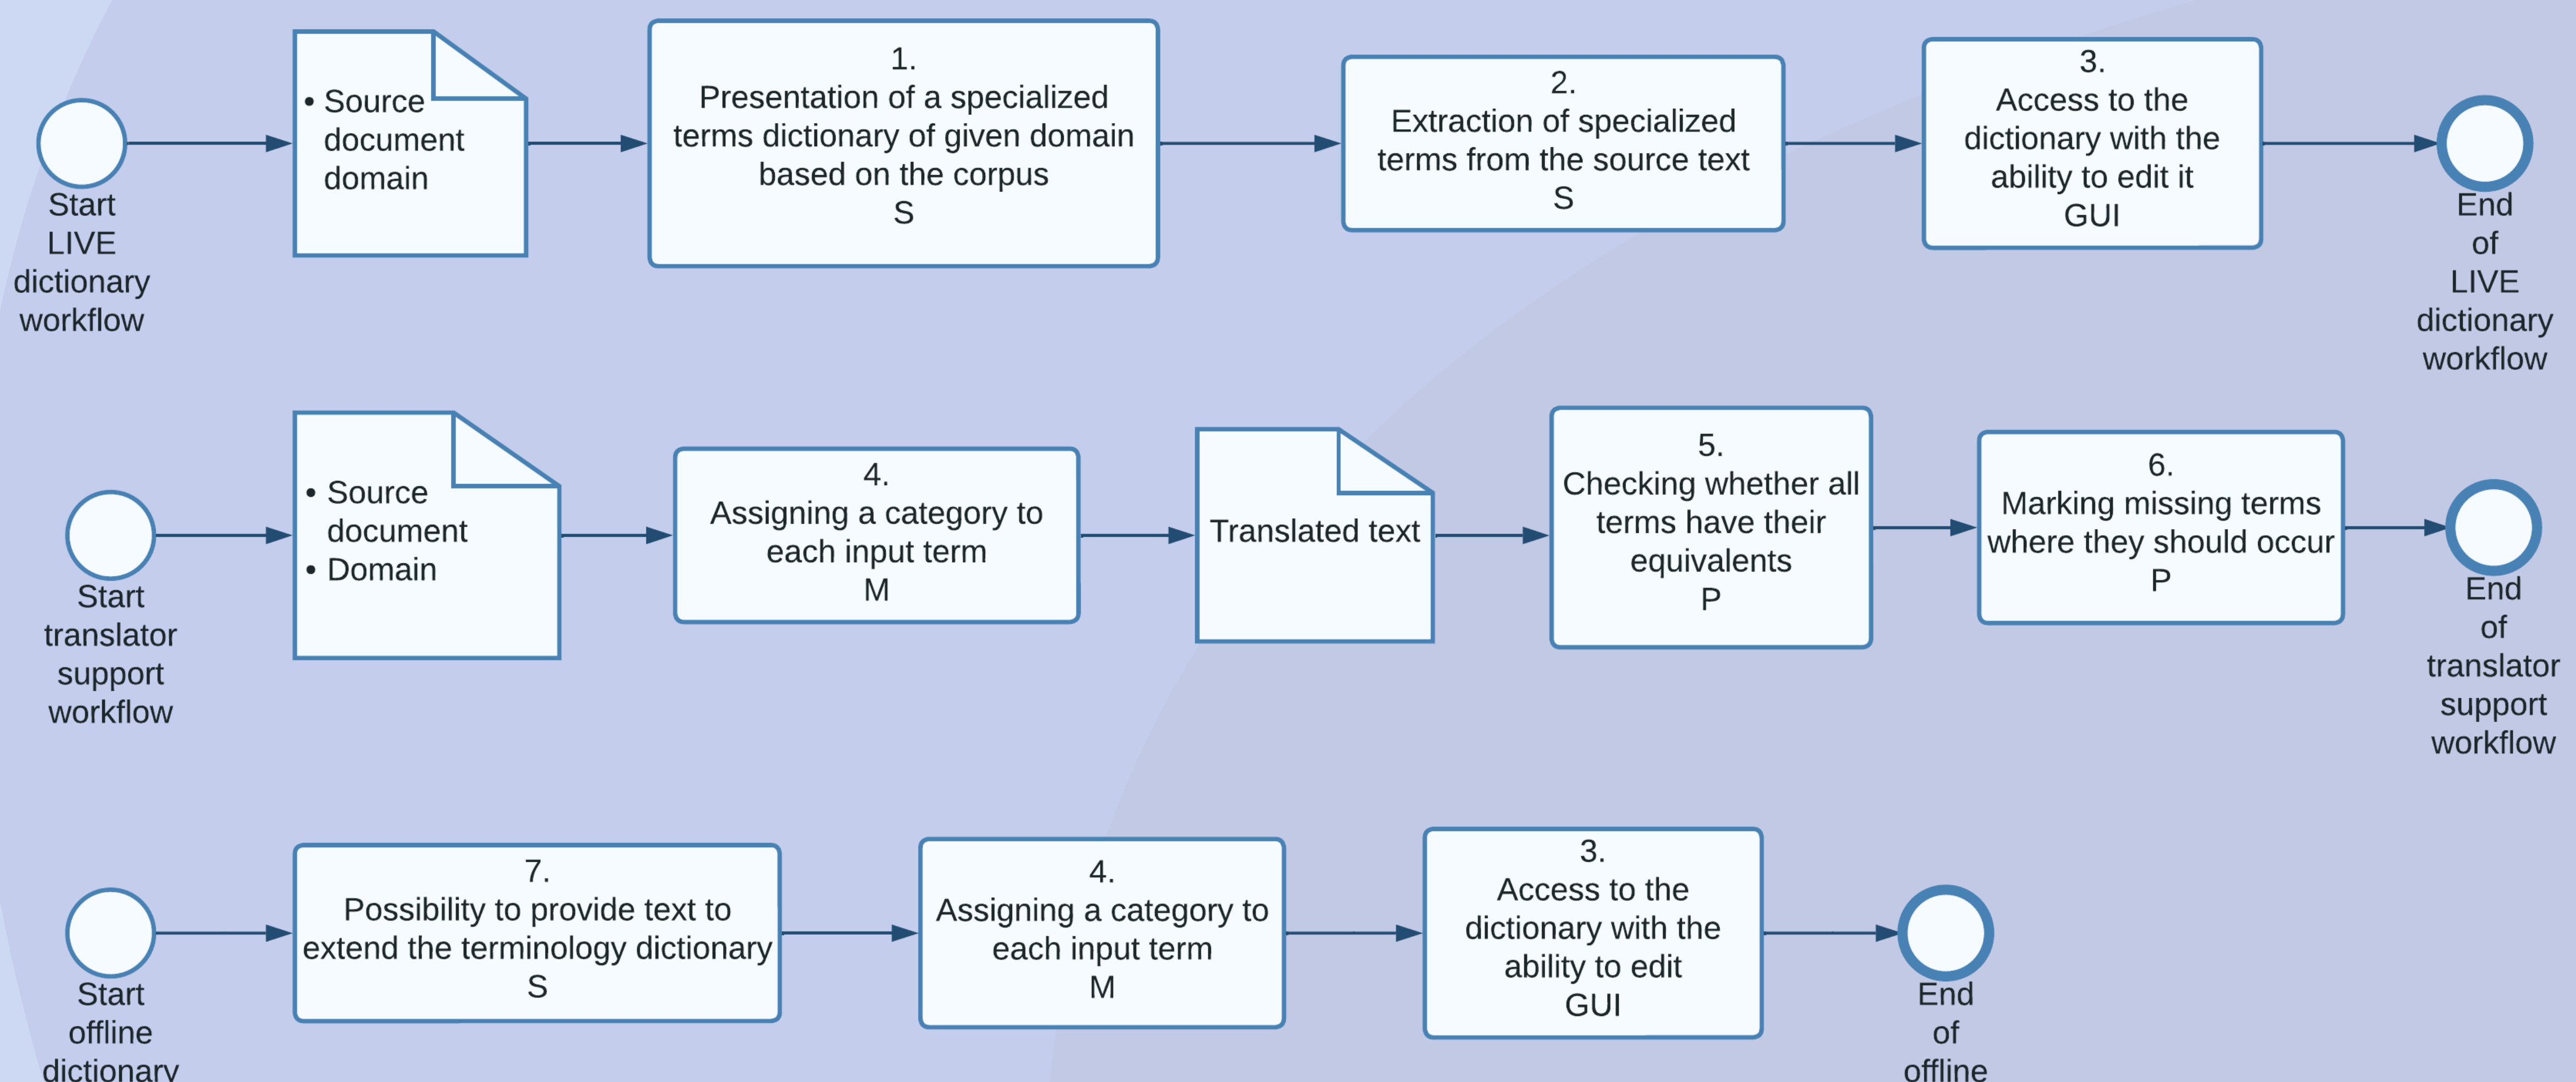 Start
LIVE
dictionary
workflow
• Source
document
domain
1.
Presentation of a specialized
terms dictionary of given domain
based on the corpus
S
2.
Extraction of specialized
terms from the source text
S
3.
Access to the
dictionary with the
ability to edit it
GUI
End
of
LIVE
dictionary
workflow
Start
translator
support
workflow
• Source
document
• Domain
4.
Assigning a category to
each input term
M
Translated text
5.
Checking whether all
terms have their
equivalents
P
6.
Marking missing terms
where they should occur
P
End
of
translator
support
workflow
Start
offline
dictionary
7.
Possibility to provide text to
extend the terminology dictionary
S
4.
Assigning a category to
each input term
M
3.
Access to the
dictionary with the
ability to edit
GUI
End
of
offline